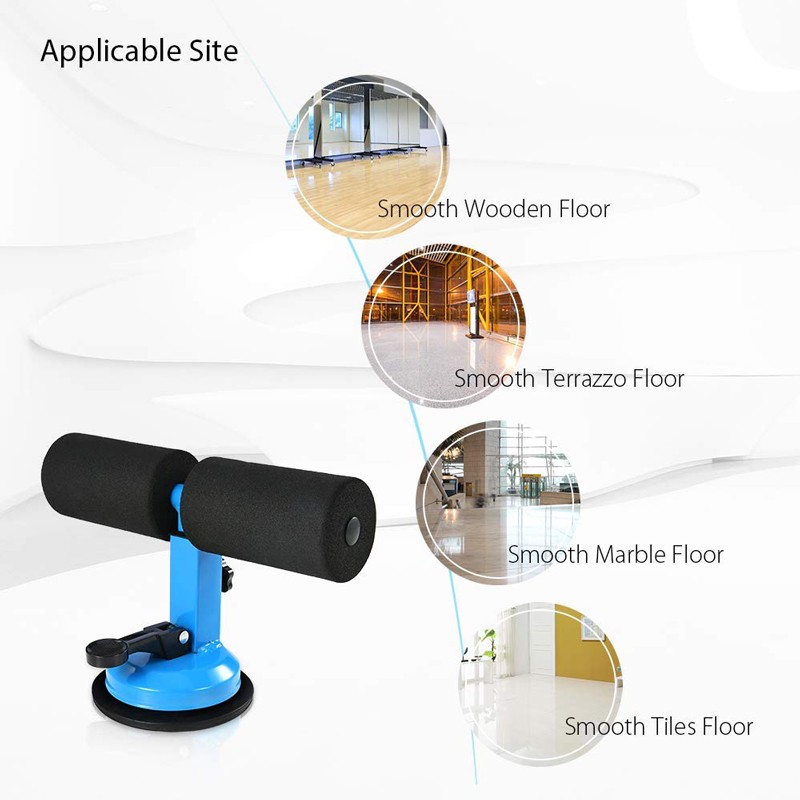 Applicable Site
Smooth Wooden Floor
Smooth Terrazzo Floor
Smooth Marble Floor
Smooth Tiles Floor